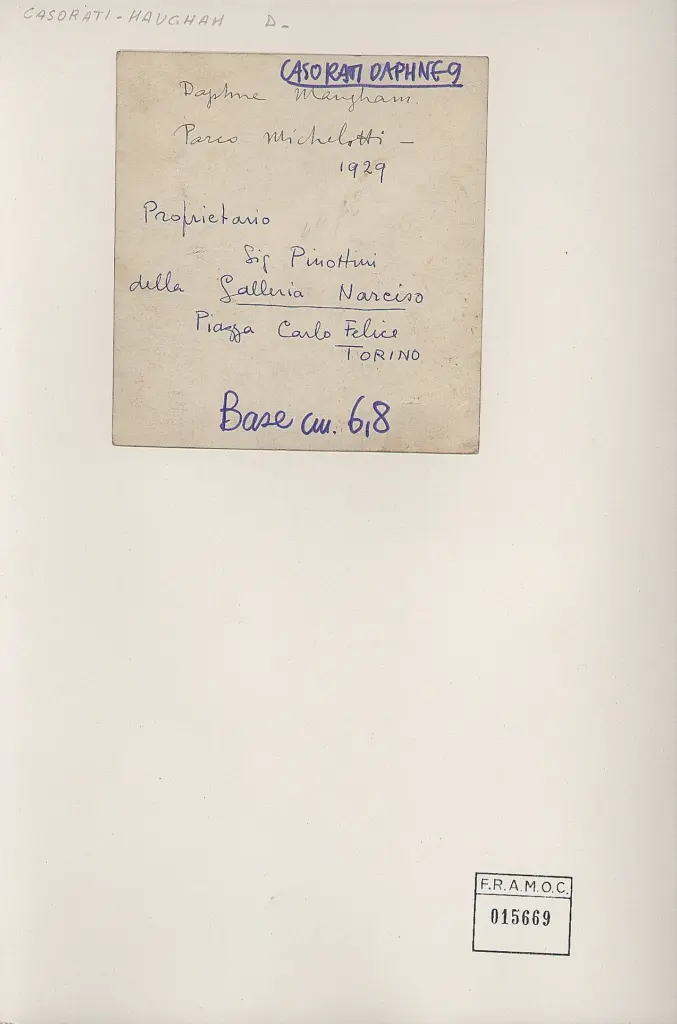 CASORATI-MAUGHAM D-
CASORATI DAPHNE 9
Daphne Maugham.
Parco Michelotti -
1929
Proprietario
Sig Pinottini
della Galleria Narciso
Piazza Carlo Felice
TORINO
Base cm. 6,8
F.R.A.M.O.C.
015669